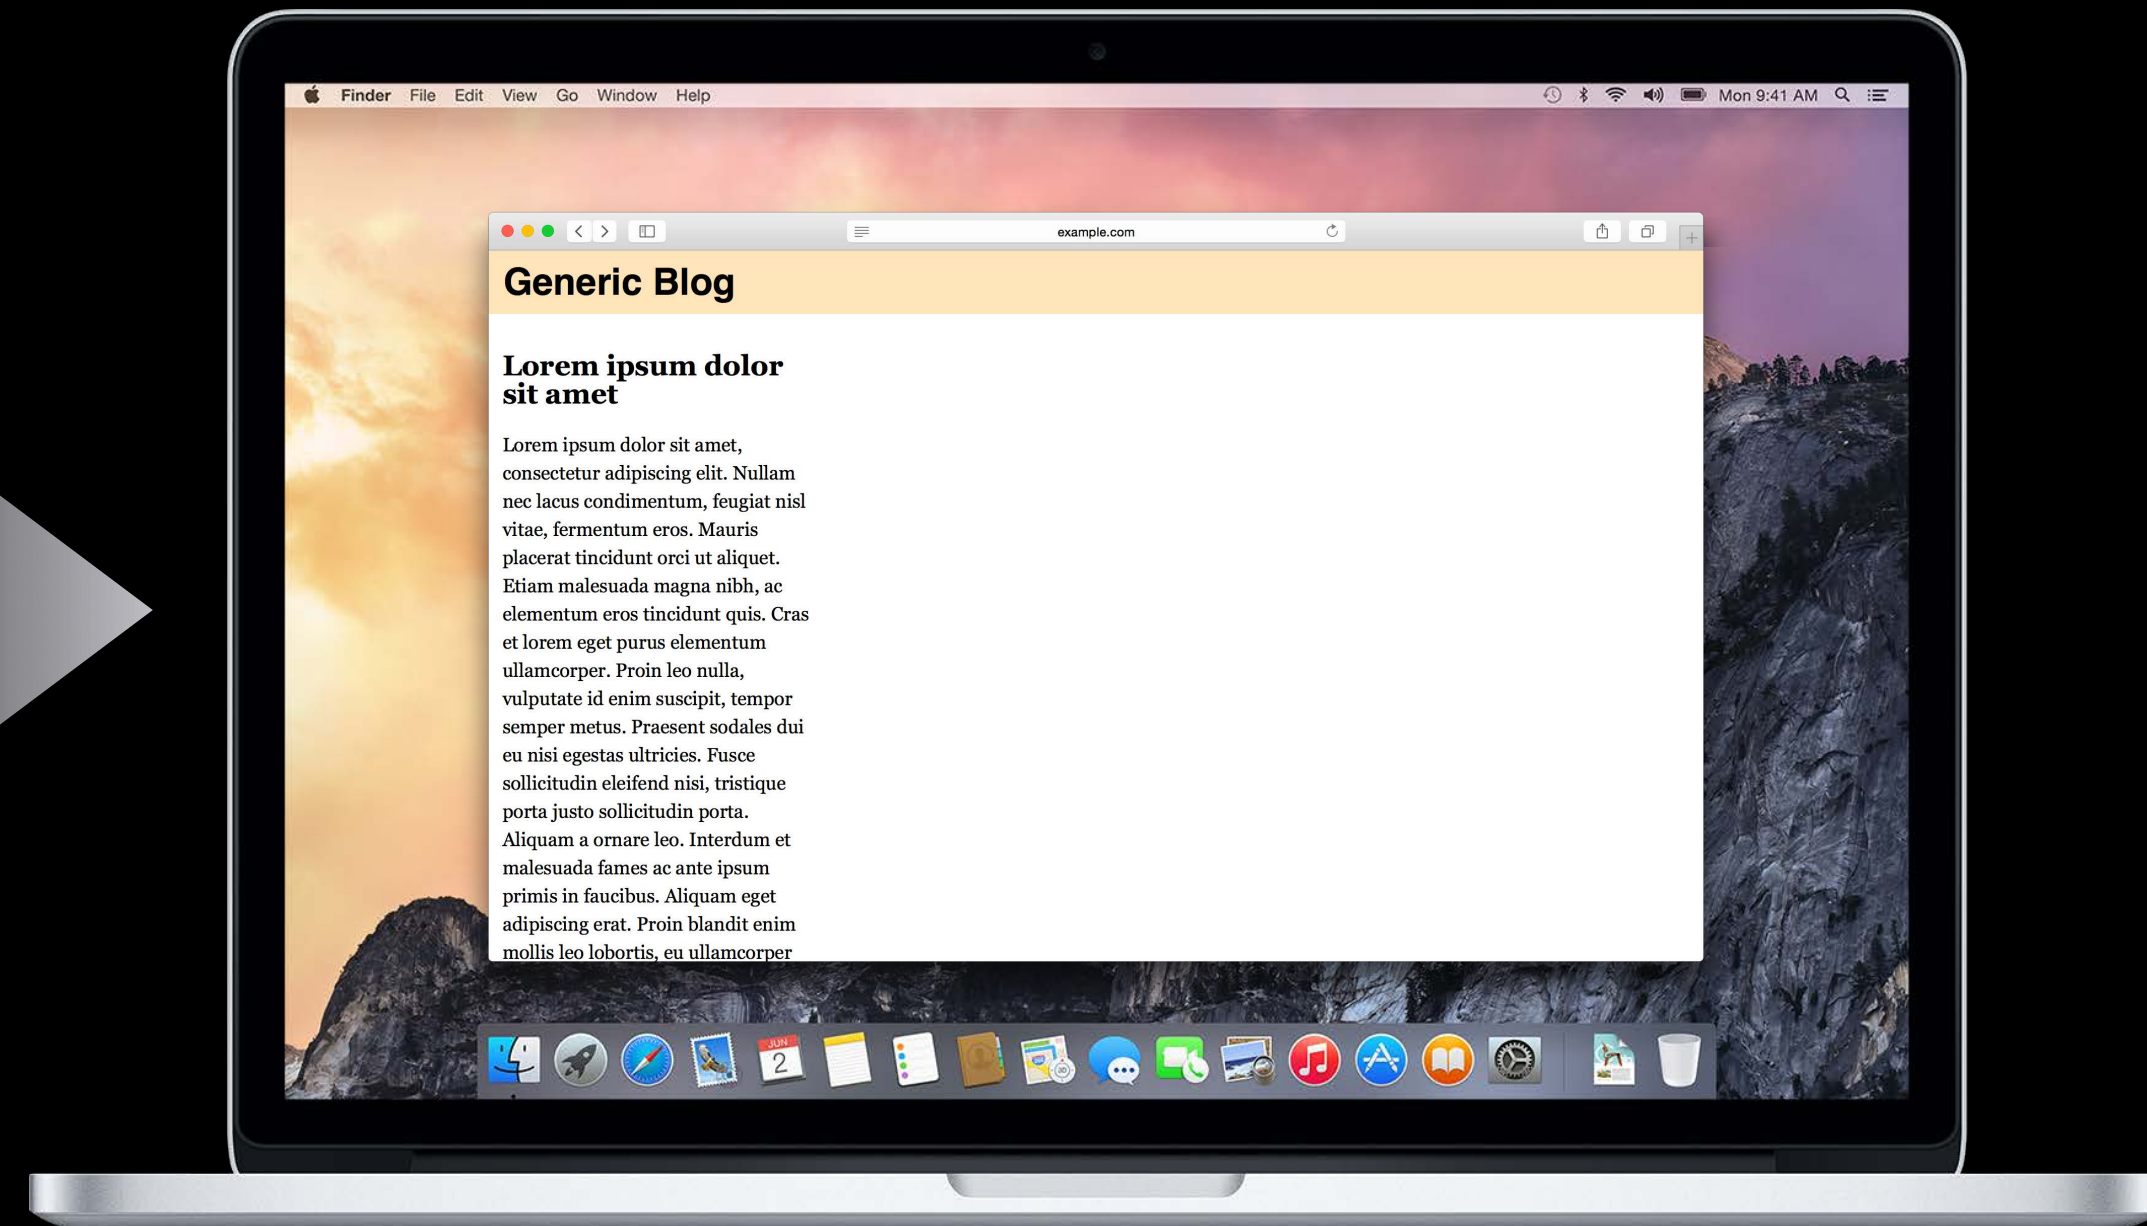 Finder File Edit View Go Window Help Mon 9:41 AM
example.com
Generic Blog
Lorem ipsum dolor
sit amet
Lorem ipsum dolor sit amet,
consectetur adipiscing elit. Nullam
nec lacus condimentum, feugiat nisl
vitae, fermentum eros. Mauris
placerat tincidunt orci ut aliquet.
Etiam malesuada magna nibh, ac
elementum eros tincidunt quis. Cras
et lorem eget purus elementum
ullamcorper. Proin leo nulla,
vulputate id enim suscipit, tempor
semper metus. Praesent sodales dui
eu nisi egestas ultricies. Fusce
sollicitudin eleifend nisi, tristique
porta justo sollicitudin porta.
Aliquam a ornare leo. Interdum et
malesuada fames ac ante ipsum
primis in faucibus. Aliquam eget
adipiscing erat. Proin blandit enim
mollis leo lobortis, eu ullamcorper
JUN
2
3D